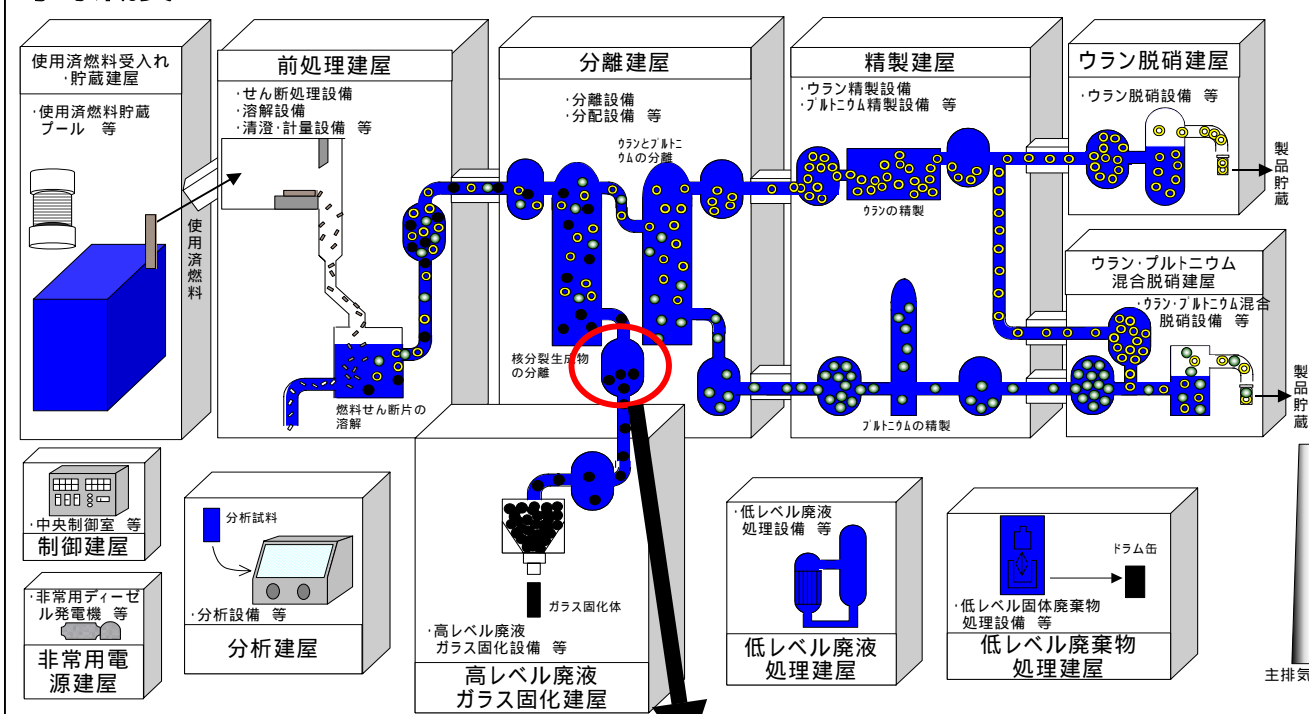 使用済燃料受入れ
・貯蔵建屋
・使用済燃料貯蔵
プール 等
使用済燃料
前処理建屋
・せん断処理設備
・溶解設備
・清澄・計量設備 等
燃料せん断片の
溶解
分離建屋
・分離設備
・分配設備 等
ウランとプルトニ
ウムの分離
核分裂生成物
の分離
精製建屋
・ウラン精製設備
・プルトニウム精製設備 等
ウランの精製
プルトニウムの精製
ウラン脱硝建屋
・ウラン脱硝設備 等
製品貯蔵
ウラン・プルトニウム
混合脱硝建屋
・ウラン・プルトニウム混合
脱硝設備 等
製品貯蔵
・中央制御室 等
制御建屋
・非常用ディーゼ
ル発電機 等
非常用電
源建屋
分析試料
・分析設備 等
分析建屋
ガラス固化体
・高レベル廃液
ガラス固化設備 等
高レベル廃液
ガラス固化建屋
・低レベル廃液
処理設備 等
低レベル廃液
処理建屋
ドラム缶
・低レベル固体廃棄物
処理設備 等
低レベル廃棄物
処理建屋
主排気